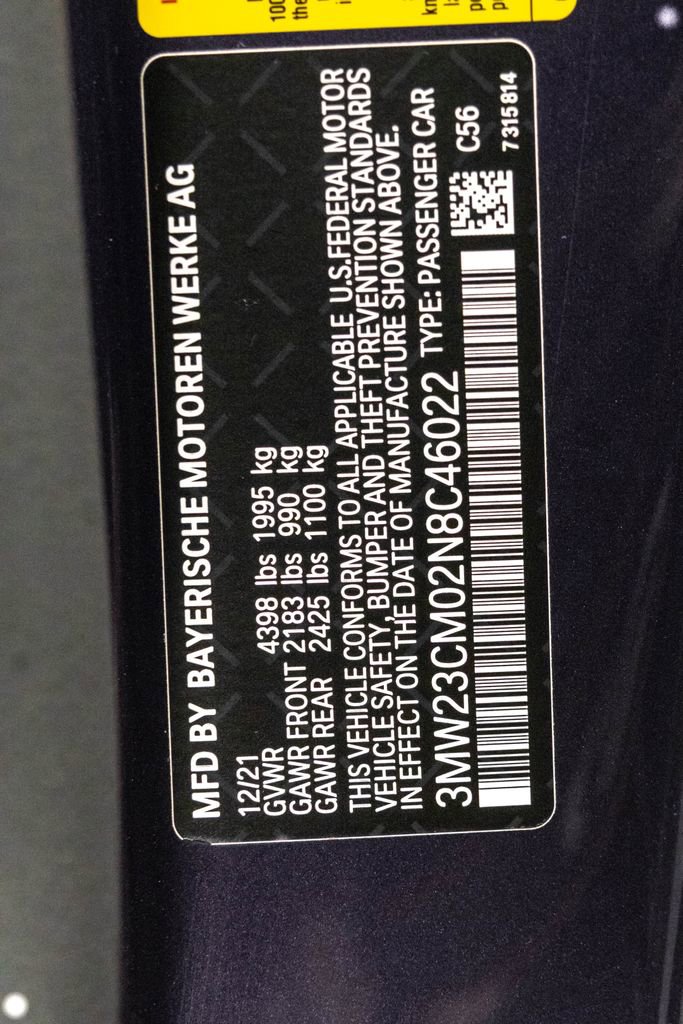 MFD BY BAYERISCHE MOTOREN WERKE AG
12/21
GVWR 4398 lbs 1995 kg
GAWR FRONT 2183 lbs 990 kg
GAWR REAR 2425 lbs 1100 kg
THIS VEHICLE CONFORMS TO ALL APPLICABLE U.S.FEDERAL MOTOR
VEHICLE SAFETY, BUMPER AND THEFT PREVENTION STANDARDS
IN EFFECT ON THE DATE OF MANUFACTURE SHOWN ABOVE.
3MW23CM02N8C46022 TYPE: PASSENGER CAR
C56
7315814